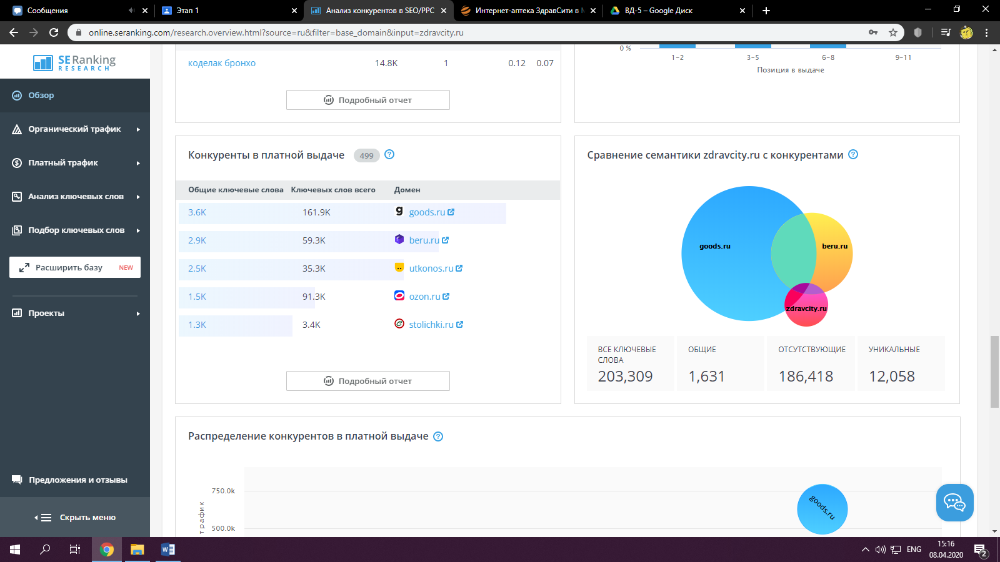 Сообщения
Этап 1
Анализ конкурентов в SEO/PPC
Интернет-аптека ЗдравСити в М
ВД-5 – Google Диск
online.seranking.com/research.overview.html?source=ru&filter=base_domain&input=zdravcity.ru
SE Ranking
RESEARCH
Обзор
Органический трафик
Платный трафик
Анализ ключевых слов
Подбор ключевых слов
Расширить базу NEW
Проекты
Предложения и отзывы
Скрыть меню
коделак бронхо 14.8K 1 0.12 0.07
Подробный отчет
0 %
1-2 3-5 6-8 9-11
Позиция в выдаче
Конкуренты в платной выдаче 499 ?
Общие ключевые слова Ключевых слов всего Домен
3.6K 161.9K goods.ru
2.9K 59.3K beru.ru
2.5K 35.3K utkonos.ru
1.5K 91.3K ozon.ru
1.3K 3.4K stolichki.ru
Подробный отчет
Сравнение семантики zdravcity.ru с конкурентами ?
goods.ru
beru.ru
zdravcity.ru
ВСЕ КЛЮЧЕВЫЕ СЛОВА
203,309
ОБЩИЕ
1,631
ОТСУТСТВУЮЩИЕ
186,418
УНИКАЛЬНЫЕ
12,058
Распределение конкурентов в платной выдаче ?
750.0k
500.0k
трафик
goods.ru
ENG
15:16
08.04.2020
2